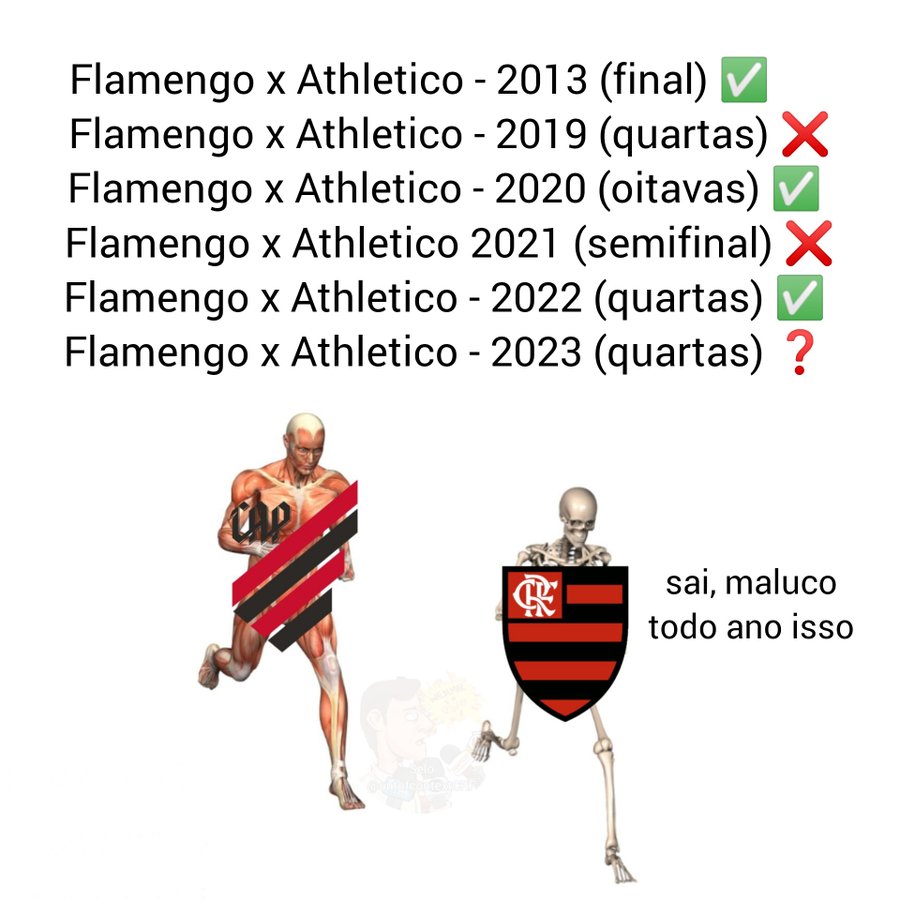 Flamengo x Athletico - 2013 (final) ✅
Flamengo x Athletico - 2019 (quartas) ❌
Flamengo x Athletico - 2020 (oitavas) ✅
Flamengo x Athletico 2021 (semifinal) ❌
Flamengo x Athletico - 2022 (quartas) ✅
Flamengo x Athletico - 2023 (quartas) ❓
CAP
CRF
sai, maluco
todo ano isso